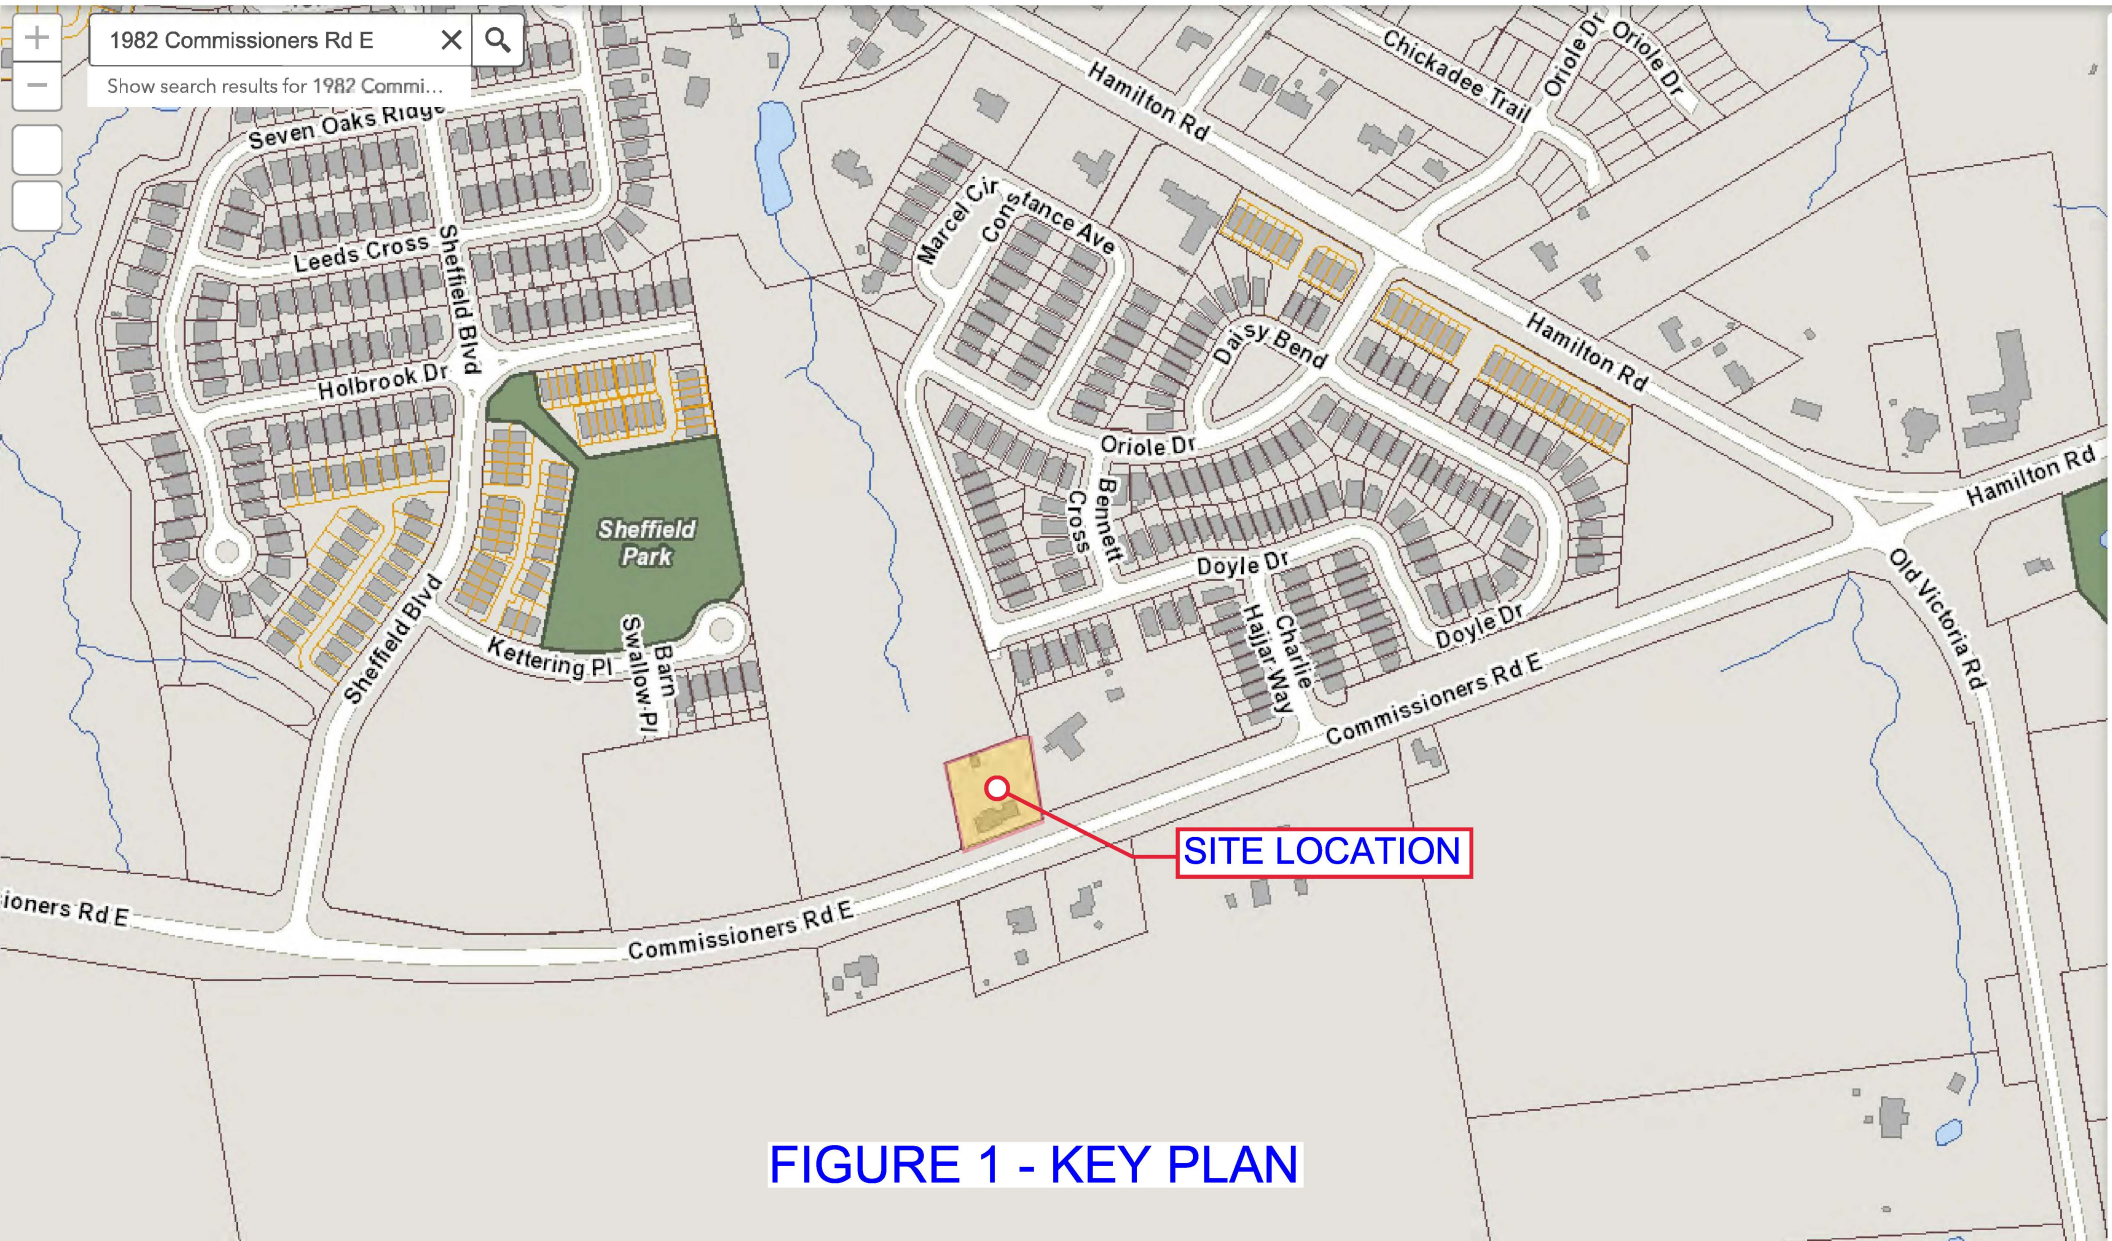 1982 Commissioners Rd E
Show search results for 1982 Commi...
Seven Oaks Ridge
Leeds Cross
Sheffield Blvd
Holbrook Dr
Sheffield
Park
Sheffield Blvd
Kettering Pl
Barn
Swallow Pl
Hamilton Rd
Chickadee Trail
Oriole Dr
Oriole Dr
Marcel Cir
Constance Ave
Daisy Bend
Hamilton Rd
Oriole Dr
Bennett
Cross
Doyle Dr
Charlie
Hajjar Way
Doyle Dr
Hamilton Rd
Old Victoria Rd
Commissioners Rd E
SITE LOCATION
ioners Rd E
Commissioners Rd E
FIGURE 1 - KEY PLAN